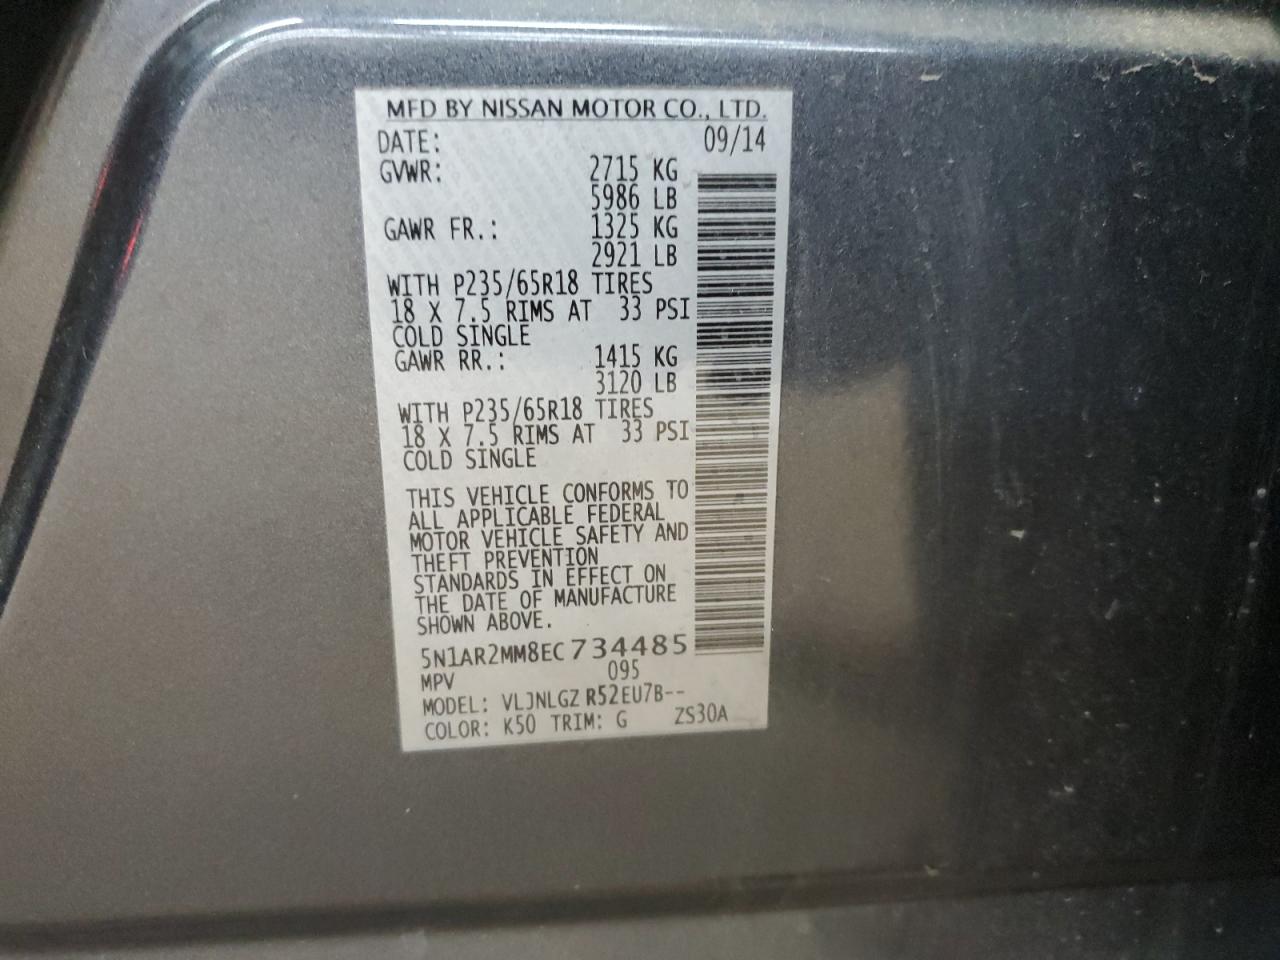 MFD BY NISSAN MOTOR CO., LTD.
DATE: 09/14
GVWR: 2715 KG
5986 LB
GAWR FR.: 1325 KG
2921 LB
WITH P235/65R18 TIRES
18 X 7.5 RIMS AT 33 PSI
COLD SINGLE
GAWR RR.: 1415 KG
3120 LB
WITH P235/65R18 TIRES
18 X 7.5 RIMS AT 33 PSI
COLD SINGLE
THIS VEHICLE CONFORMS TO
ALL APPLICABLE FEDERAL
MOTOR VEHICLE SAFETY AND
THEFT PREVENTION
STANDARDS IN EFFECT ON
THE DATE OF MANUFACTURE
SHOWN ABOVE.
5N1AR2MM8EC734485
MPV 095
MODEL: VLJNLGZ R52EU7B--
COLOR: K50 TRIM: G ZS30A